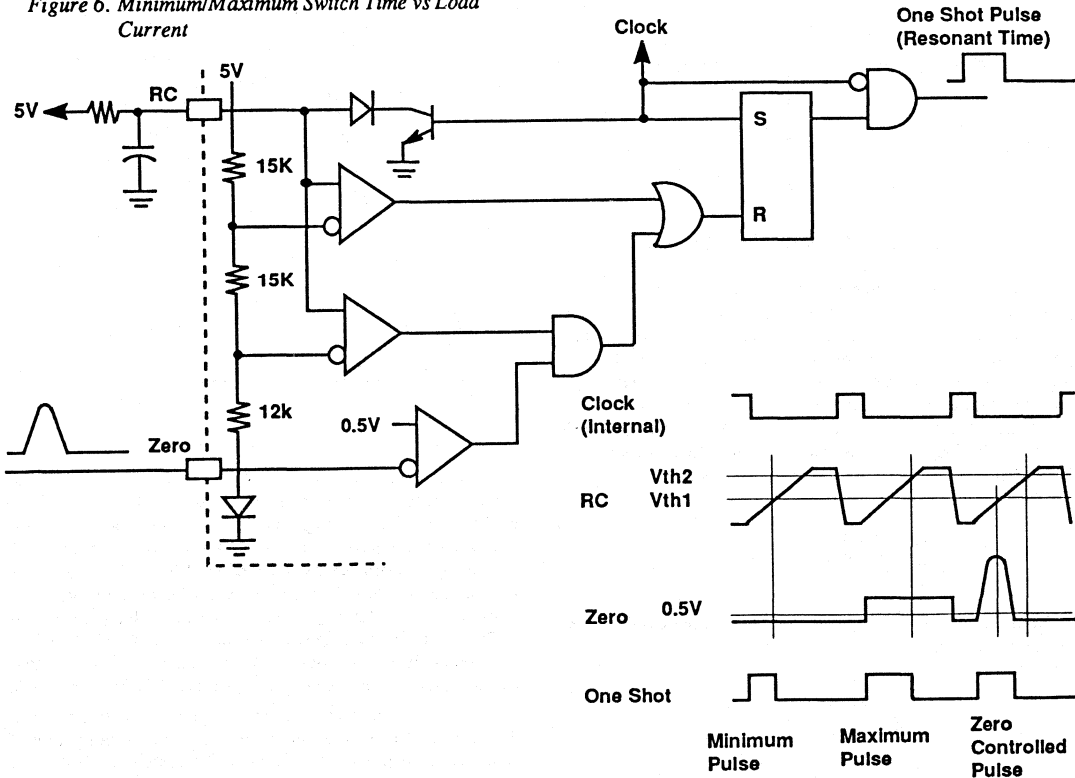 Figure 6. Minimum/Maximum Switch Time vs Load
Current
Clock
One Shot Pulse
(Resonant Time)
5V
RC
5V
15K
S
R
15K
12k
0.5V
Zero
Clock
(Internal)
Vth2
RC Vth1
Zero 0.5V
One Shot
Minimum
Pulse
Maximum
Pulse
Zero
Controlled
Pulse